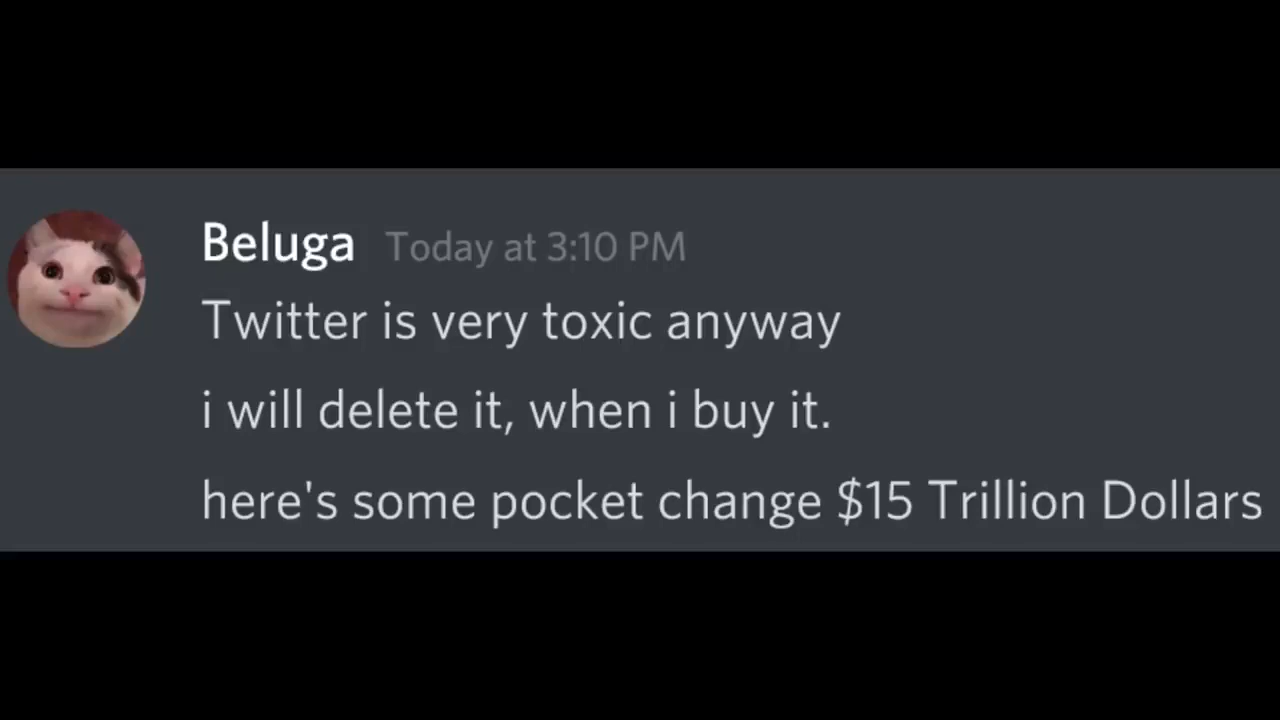 Beluga Today at 3:10 PM
Twitter is very toxic anyway
i will delete it, when i buy it.
here's some pocket change $15 Trillion Dollars